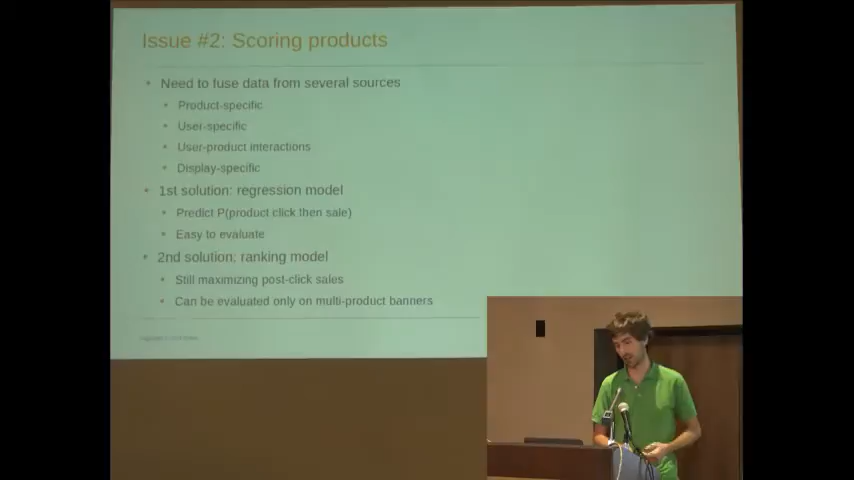 Issue #2: Scoring products
• Need to fuse data from several sources
• Product-specific
• User-specific
• User-product interactions
• Display-specific
• 1st solution: regression model
• Predict P(product click then sale)
• Easy to evaluate
• 2nd solution: ranking model
• Still maximizing post-click sales
• Can be evaluated only on multi-product banners